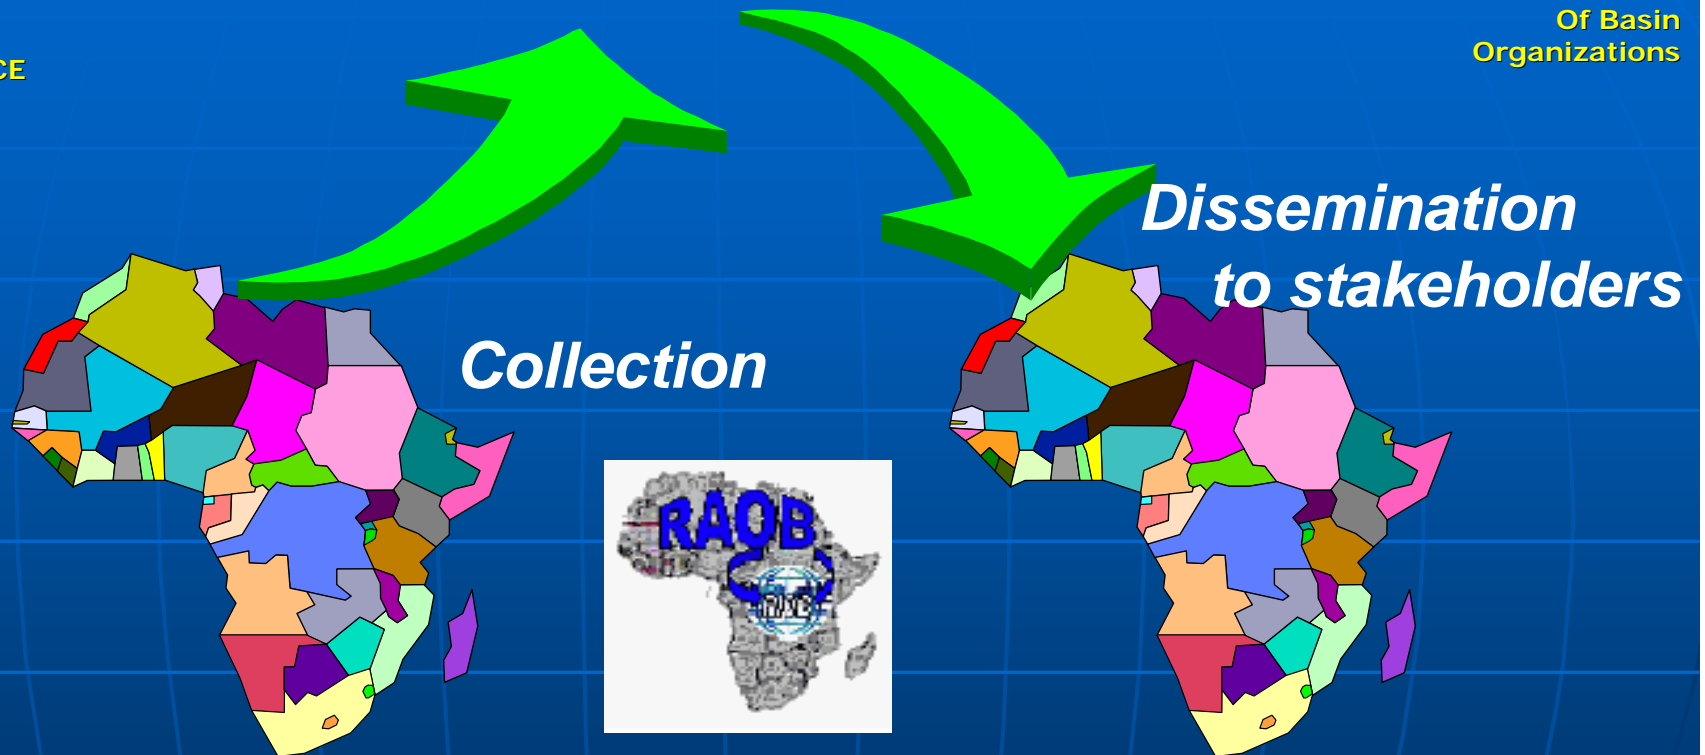 CE
Of Basin
Organizations
Dissemination
to stakeholders
Collection
RAOB